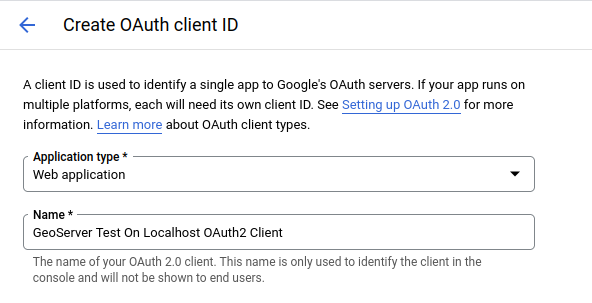 Create OAuth client ID
A client ID is used to identify a single app to Google's OAuth servers. If your app runs on
multiple platforms, each will need its own client ID. See Setting up OAuth 2.0 for more
information. Learn more about OAuth client types.
Application type *
Web application
Name *
GeoServer Test On Localhost OAuth2 Client
The name of your OAuth 2.0 client. This name is only used to identify the client in the
console and will not be shown to end users.